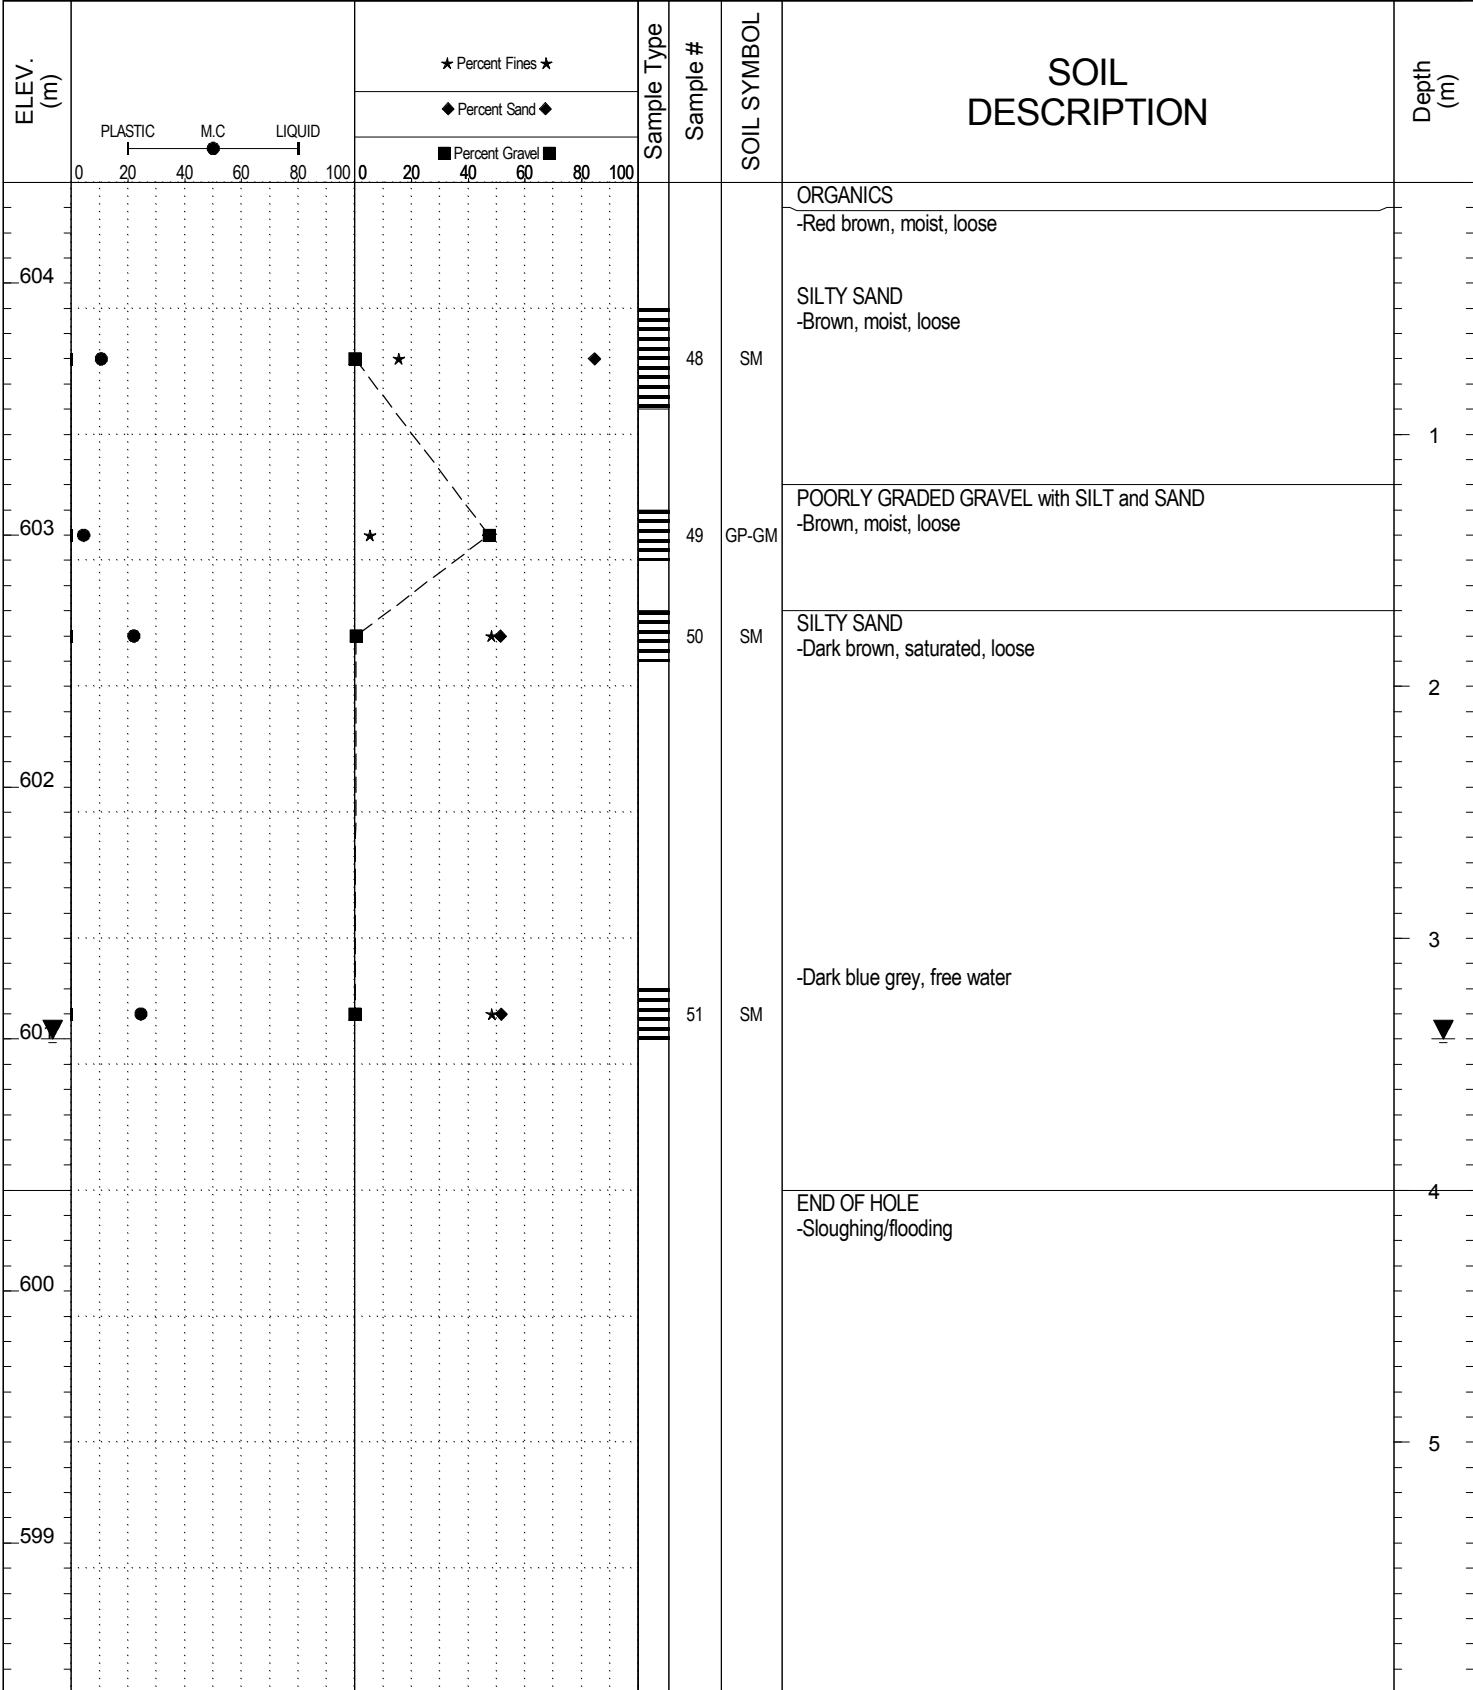 ELEV.
(m)
PLASTIC M.C LIQUID
0 20 40 60 80 100
★ Percent Fines ★
◆ Percent Sand ◆
■ Percent Gravel ■
0 20 40 60 80 100
Sample Type
Sample #
SOIL SYMBOL
SOIL
DESCRIPTION
Depth
(m)
ORGANICS
-Red brown, moist, loose
604
SILTY SAND
-Brown, moist, loose
48 SM
1
POORLY GRADED GRAVEL with SILT and SAND
-Brown, moist, loose
603
49 GP-GM
SILTY SAND
50 SM
-Dark brown, saturated, loose
2
602
3
-Dark blue grey, free water
51 SM
601
4
END OF HOLE
-Sloughing/flooding
600
5
599